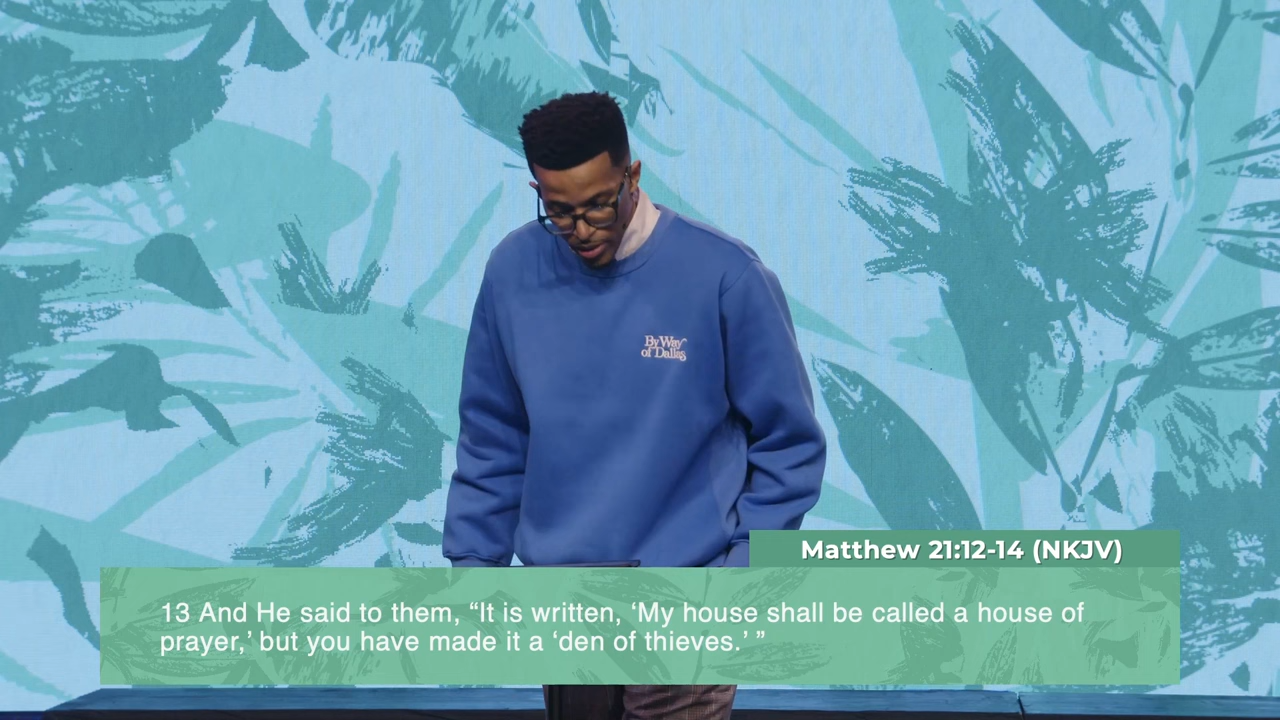 By Way
of Dallas
Matthew 21:12-14 (NKJV)
13 And He said to them, “It is written, ‘My house shall be called a house of
prayer,’ but you have made it a ‘den of thieves.’ ”